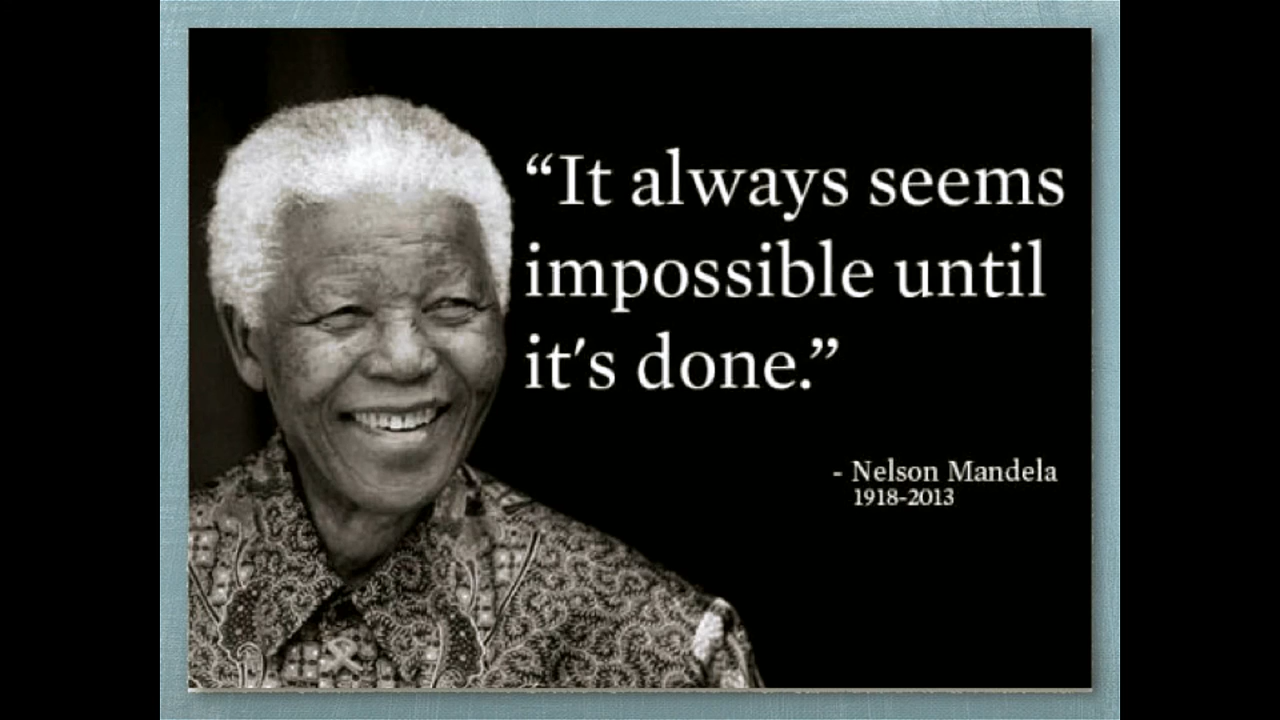 “It always seems
impossible until
it's done.”
- Nelson Mandela
1918-2013